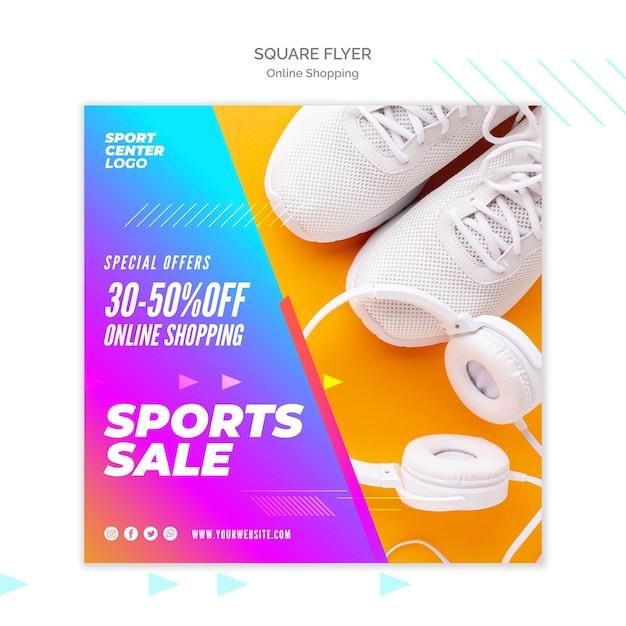 SQUARE FLYER
Online Shopping
SPORT
CENTER
LOGO
SPECIAL OFFERS
30-50%OFF
ONLINE SHOPPING
SPORTS
SALE
WWW.YOURWEBSITE.COM